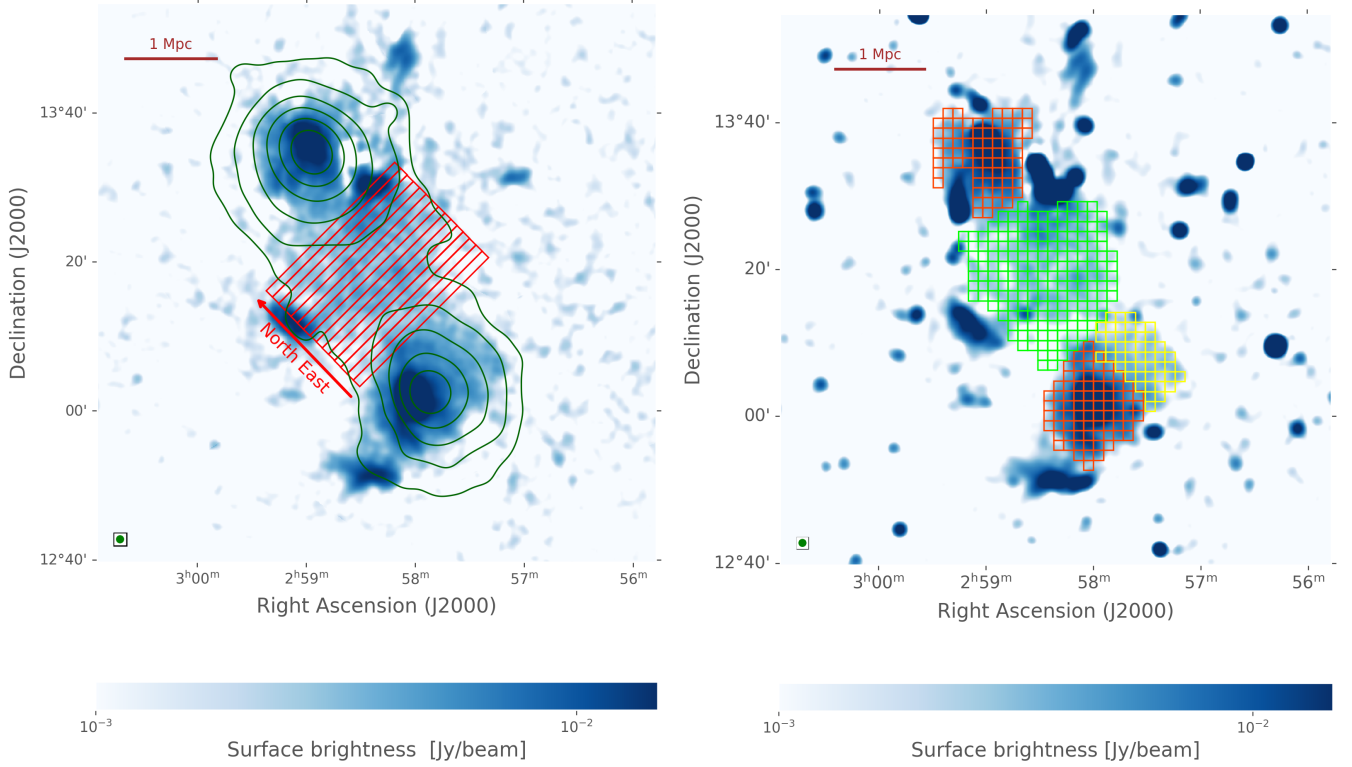 1 Mpc
13°40'
20'
00'
12°40'
Declination (J2000)
North East
3ʰ00ᵐ
2ʰ59ᵐ
58ᵐ
57ᵐ
56ᵐ
Right Ascension (J2000)
10⁻³
10⁻²
Surface brightness [Jy/beam]
1 Mpc
13°40'
20'
00'
12°40'
Declination (J2000)
3ʰ00ᵐ
2ʰ59ᵐ
58ᵐ
57ᵐ
56ᵐ
Right Ascension (J2000)
10⁻³
10⁻²
Surface brightness [Jy/beam]